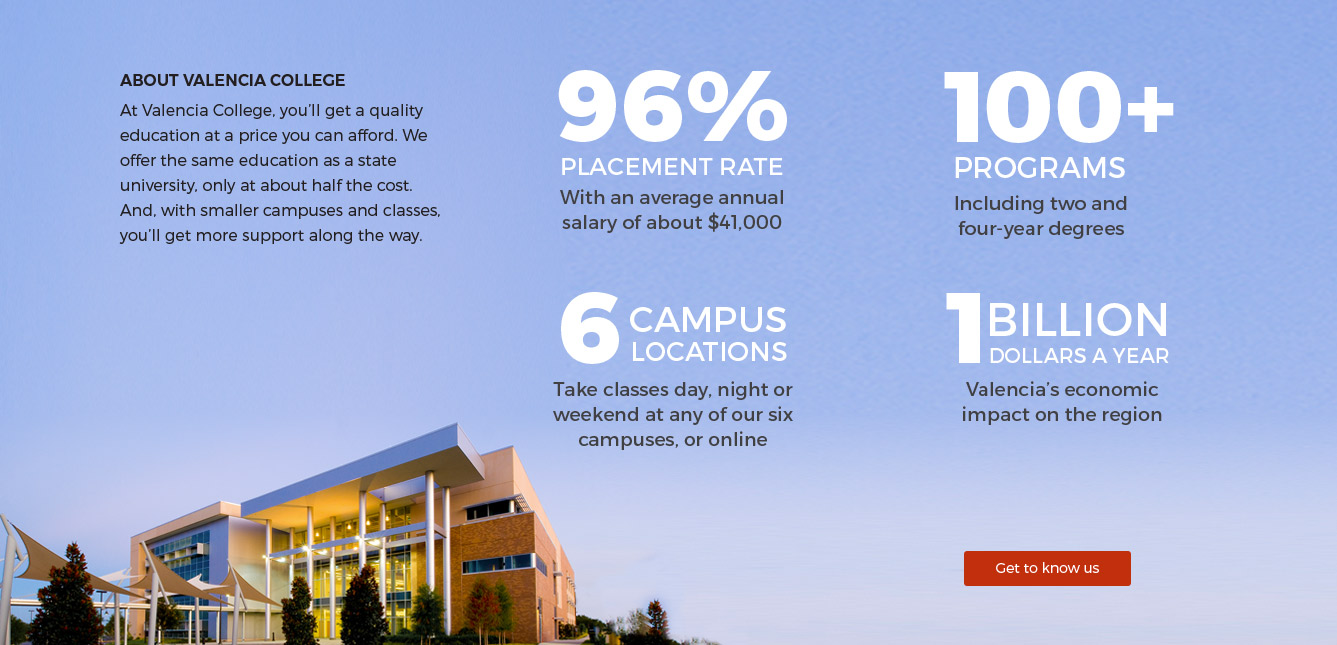 ABOUT VALENCIA COLLEGE
At Valencia College, you’ll get a quality
education at a price you can afford. We
offer the same education as a state
university, only at about half the cost.
And, with smaller campuses and classes,
you’ll get more support along the way.
96%
PLACEMENT RATE
With an average annual
salary of about $41,000
100+
PROGRAMS
Including two and
four-year degrees
6 CAMPUS
LOCATIONS
Take classes day, night or
weekend at any of our six
campuses, or online
1 BILLION
DOLLARS A YEAR
Valencia’s economic
impact on the region
Get to know us